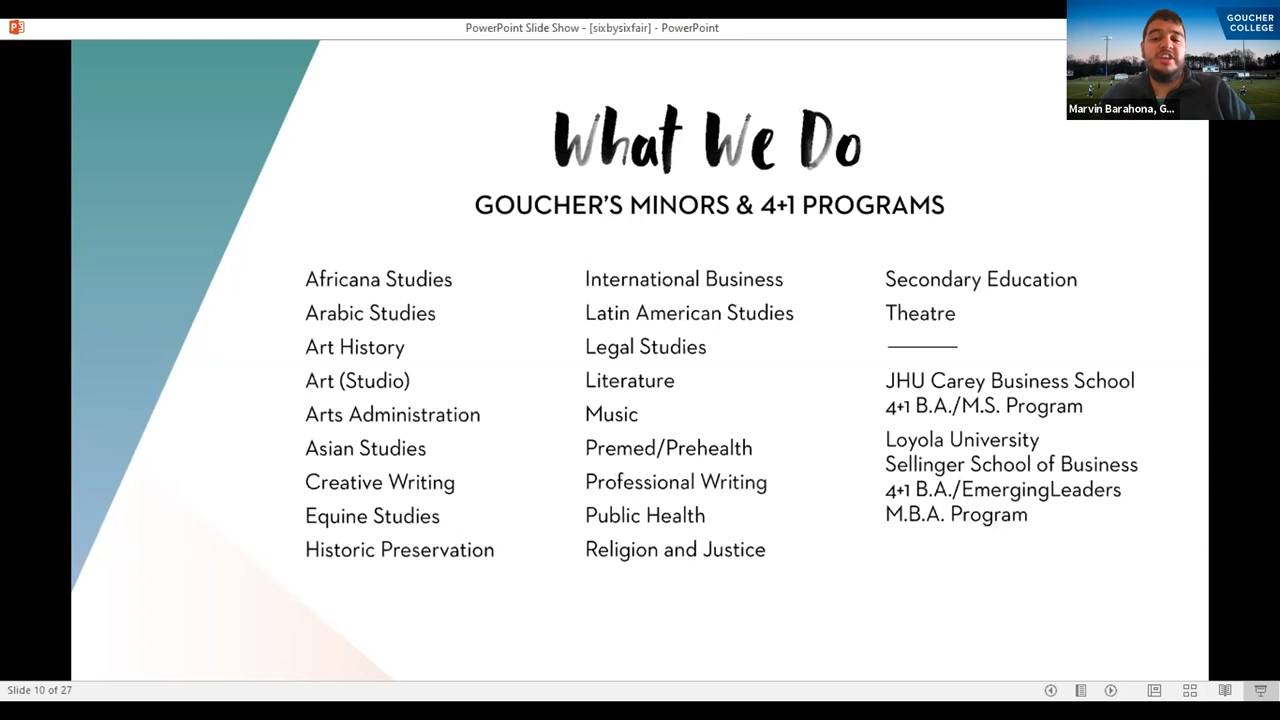 PowerPoint Slide Show - [sixbysixfair] - PowerPoint
GOUCHER
COLLEGE
Marvin Barahona, G...
What We Do
GOUCHER'S MINORS & 4+1 PROGRAMS
Africana Studies
Arabic Studies
Art History
Art (Studio)
Arts Administration
Asian Studies
Creative Writing
Equine Studies
Historic Preservation
International Business
Latin American Studies
Legal Studies
Literature
Music
Premed/Prehealth
Professional Writing
Public Health
Religion and Justice
Secondary Education
Theatre
JHU Carey Business School
4+1 B.A./M.S. Program
Loyola University
Sellinger School of Business
4+1 B.A./EmergingLeaders
M.B.A. Program
Slide 10 of 27